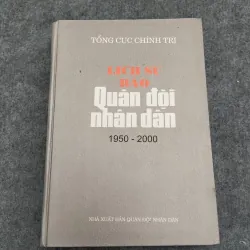 TỔNG CỤC CHÍNH TRỊ
LỊCH SỬ
BÁO
Quân đội
nhân dân
1950 - 2000
NHÀ XUẤT BẢN QUÂN ĐỘI NHÂN DÂN